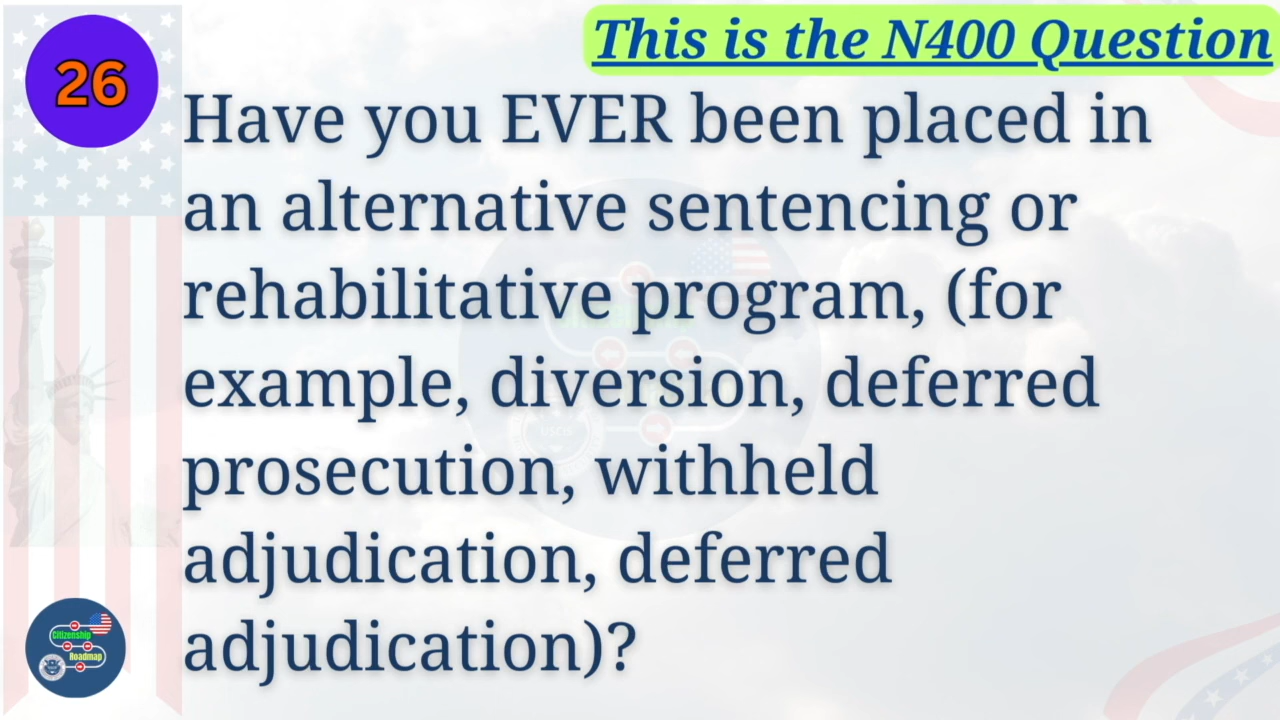 26
This is the N400 Question
Have you EVER been placed in
an alternative sentencing or
rehabilitative program, (for
example, diversion, deferred
prosecution, withheld
adjudication, deferred
adjudication)?
Citizenship
Roadmap